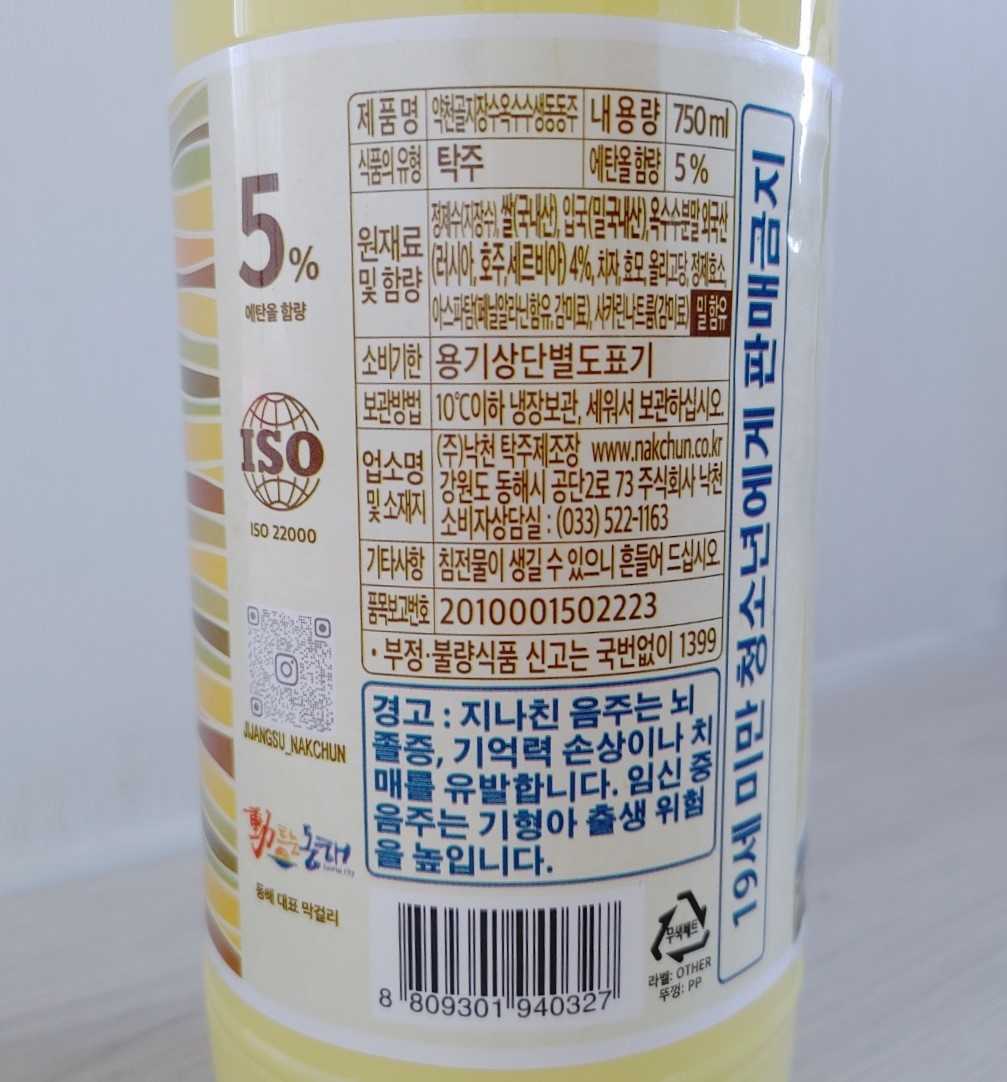 5%
에탄올 함량
ISO
ISO 22000
JIJANGSU_NAKCHUN
動트는동해
동해 대표 막걸리
제품명 약천골지장수옥수수생동동주 내용량 750ml
식품의 유형 탁주 에탄올 함량 5%
원재료 및 함량
정제수(지장수), 쌀(국내산), 입국(밀국내산),옥수수분말 외국산
(러시아, 호주,세르비아) 4%, 치자, 효모, 올리고당, 정제효소,
아스파탐(페닐알라닌함유,감미료), 사카린나트륨(감미료) 밀 함유
소비기한 용기상단별도표기
보관방법 10℃이하 냉장보관, 세워서 보관하십시오.
업소명 및 소재지
(주)낙천 탁주제조장 www.nakchun.co.kr
강원도 동해시 공단2로 73 주식회사 낙천
소비자상담실 : (033) 522-1163
기타사항 침전물이 생길 수 있으니 흔들어 드십시오.
품목보고번호 2010001502223
• 부정·불량식품 신고는 국번없이 1399
경고 : 지나친 음주는 뇌
졸중, 기억력 손상이나 치
매를 유발합니다. 임신 중
음주는 기형아 출생 위험
을 높입니다.
8 809301 940327
무색페트
라벨: OTHER
뚜껑: PP
19세 미만 청소년에게 판매금지